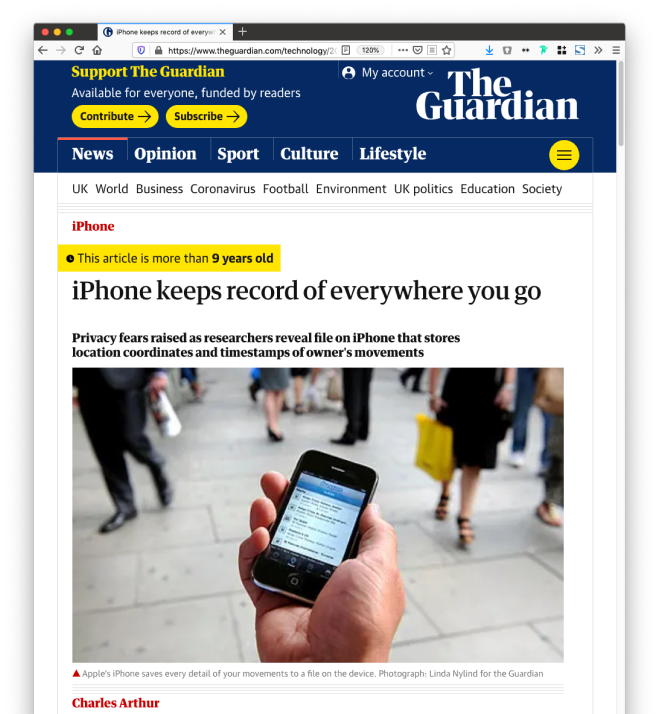 iPhone keeps record of everyw
https://www.theguardian.com/technology/20
120%
Support The Guardian
Available for everyone, funded by readers
Contribute →
Subscribe →
My account
The
Guardian
News Opinion Sport Culture Lifestyle
UK World Business Coronavirus Football Environment UK politics Education Society
iPhone
This article is more than 9 years old
iPhone keeps record of everywhere you go
Privacy fears raised as researchers reveal file on iPhone that stores
location coordinates and timestamps of owner's movements
Apple's iPhone saves every detail of your movements to a file on the device. Photograph: Linda Nylind for the Guardian
Charles Arthur